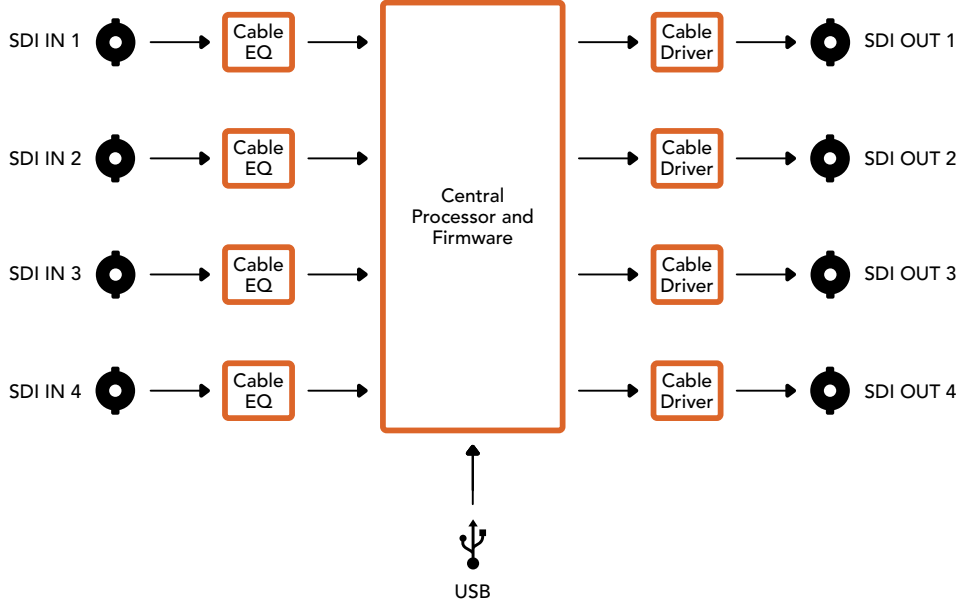 SDI IN 1
Cable
EQ
Cable
Driver
SDI OUT 1
SDI IN 2
Cable
EQ
Cable
Driver
SDI OUT 2
Central
Processor and
Firmware
SDI IN 3
Cable
EQ
Cable
Driver
SDI OUT 3
SDI IN 4
Cable
EQ
Cable
Driver
SDI OUT 4
USB